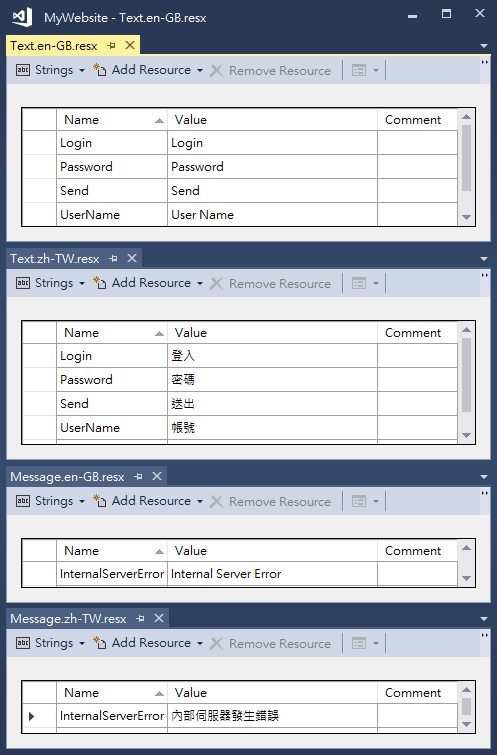 MyWebsite - Text.en-GB.resx
Text.en-GB.resx
abc Strings Add Resource Remove Resource
Name Value Comment
Login Login
Password Password
Send Send
UserName User Name
Text.zh-TW.resx
abc Strings Add Resource Remove Resource
Name Value Comment
Login 登入
Password 密碼
Send 送出
UserName 帳號
Message.en-GB.resx
abc Strings Add Resource Remove Resource
Name Value Comment
InternalServerError Internal Server Error
Message.zh-TW.resx
abc Strings Add Resource Remove Resource
Name Value Comment
InternalServerError 內部伺服器發生錯誤